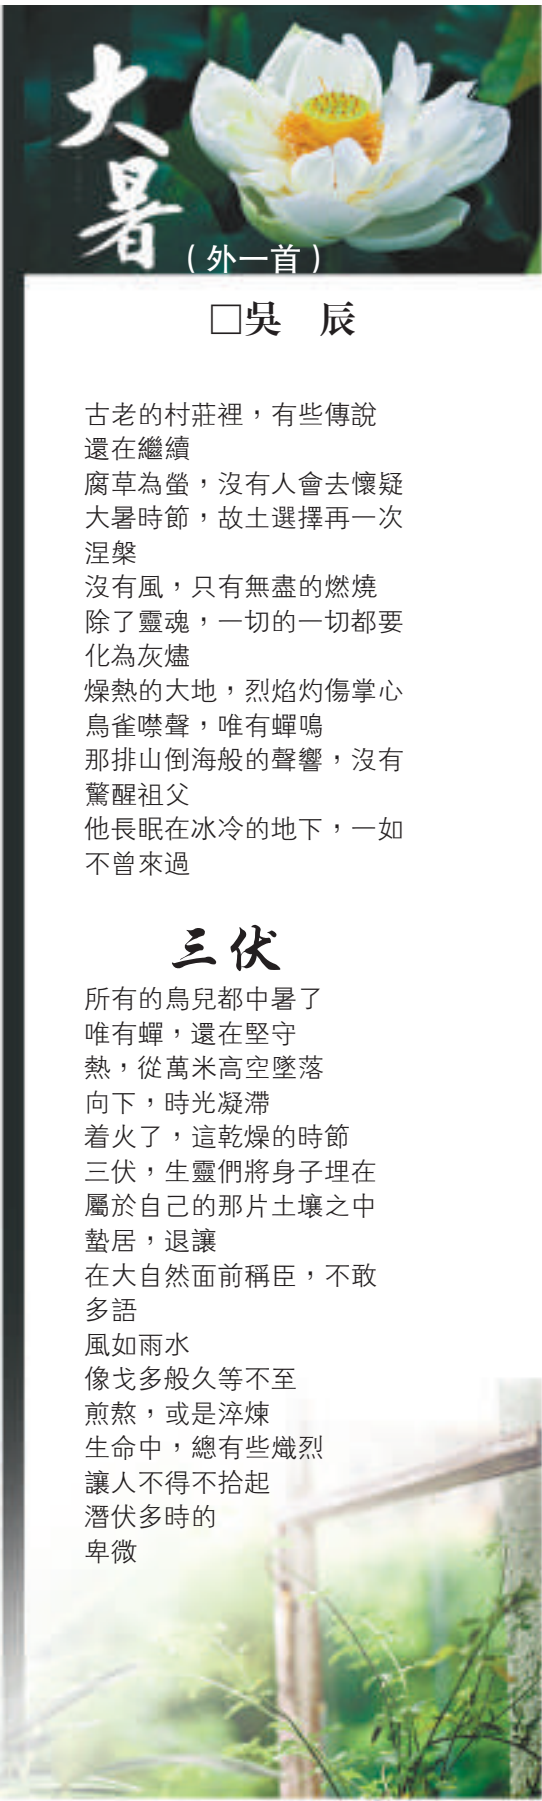 大暑
（外一首）
□吳　辰
古老的村莊裡，有些傳說
還在繼續
腐草為螢，沒有人會去懷疑
大暑時節，故土選擇再一次
涅槃
沒有風，只有無盡的燃燒
除了靈魂，一切的一切都要
化為灰燼
燥熱的大地，烈焰灼傷掌心
鳥雀噤聲，唯有蟬鳴
那排山倒海般的聲響，沒有
驚醒祖父
他長眠在冰冷的地下，一如
不曾來過
三伏
所有的鳥兒都中暑了
唯有蟬，還在堅守
熱，從萬米高空墜落
向下，時光凝滯
着火了，這乾燥的時節
三伏，生靈們將身子埋在
屬於自己的那片土壤之中
蟄居，退讓
在大自然面前稱臣，不敢
多語
風如雨水
像戈多般久等不至
煎熬，或是淬煉
生命中，總有些熾烈
讓人不得不拾起
潛伏多時的
卑微